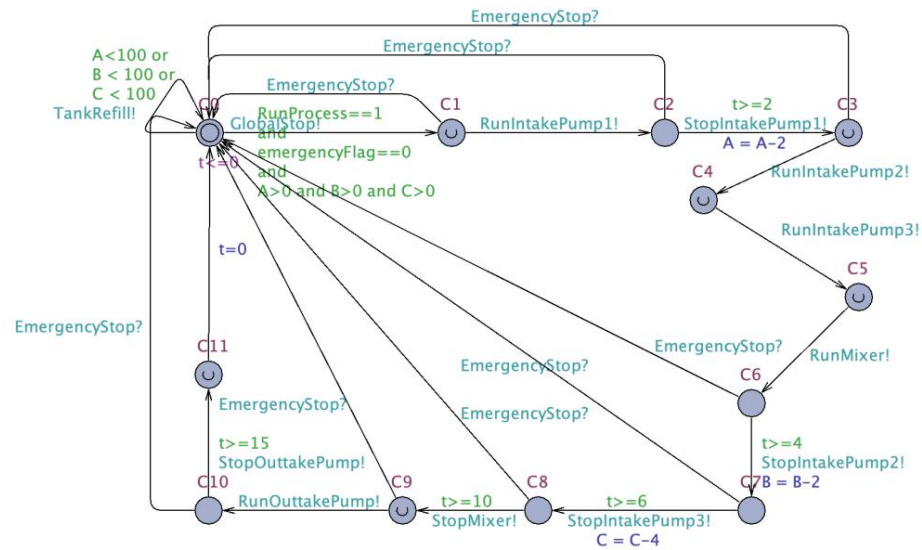 EmergencyStop?
EmergencyStop?
A<100 or
B < 100 or
C < 100
EmergencyStop?
C0
TankRefill!
GlobalStop!
RunProcess==1
and
emergencyFlag==0
and
A>0 and B>0 and C>0
t<=0
C1
RunIntakePump1!
C2
t>=2
StopIntakePump1!
A = A-2
C3
RunIntakePump2!
C4
RunIntakePump3!
C5
t=0
EmergencyStop?
RunMixer!
C11
EmergencyStop?
EmergencyStop?
C6
EmergencyStop?
EmergencyStop?
t>=15
StopOuttakePump!
t>=4
StopIntakePump2!
B = B-2
C10
RunOuttakePump!
C9
t>=10
StopMixer!
C8
t>=6
StopIntakePump3!
C = C-4
C7